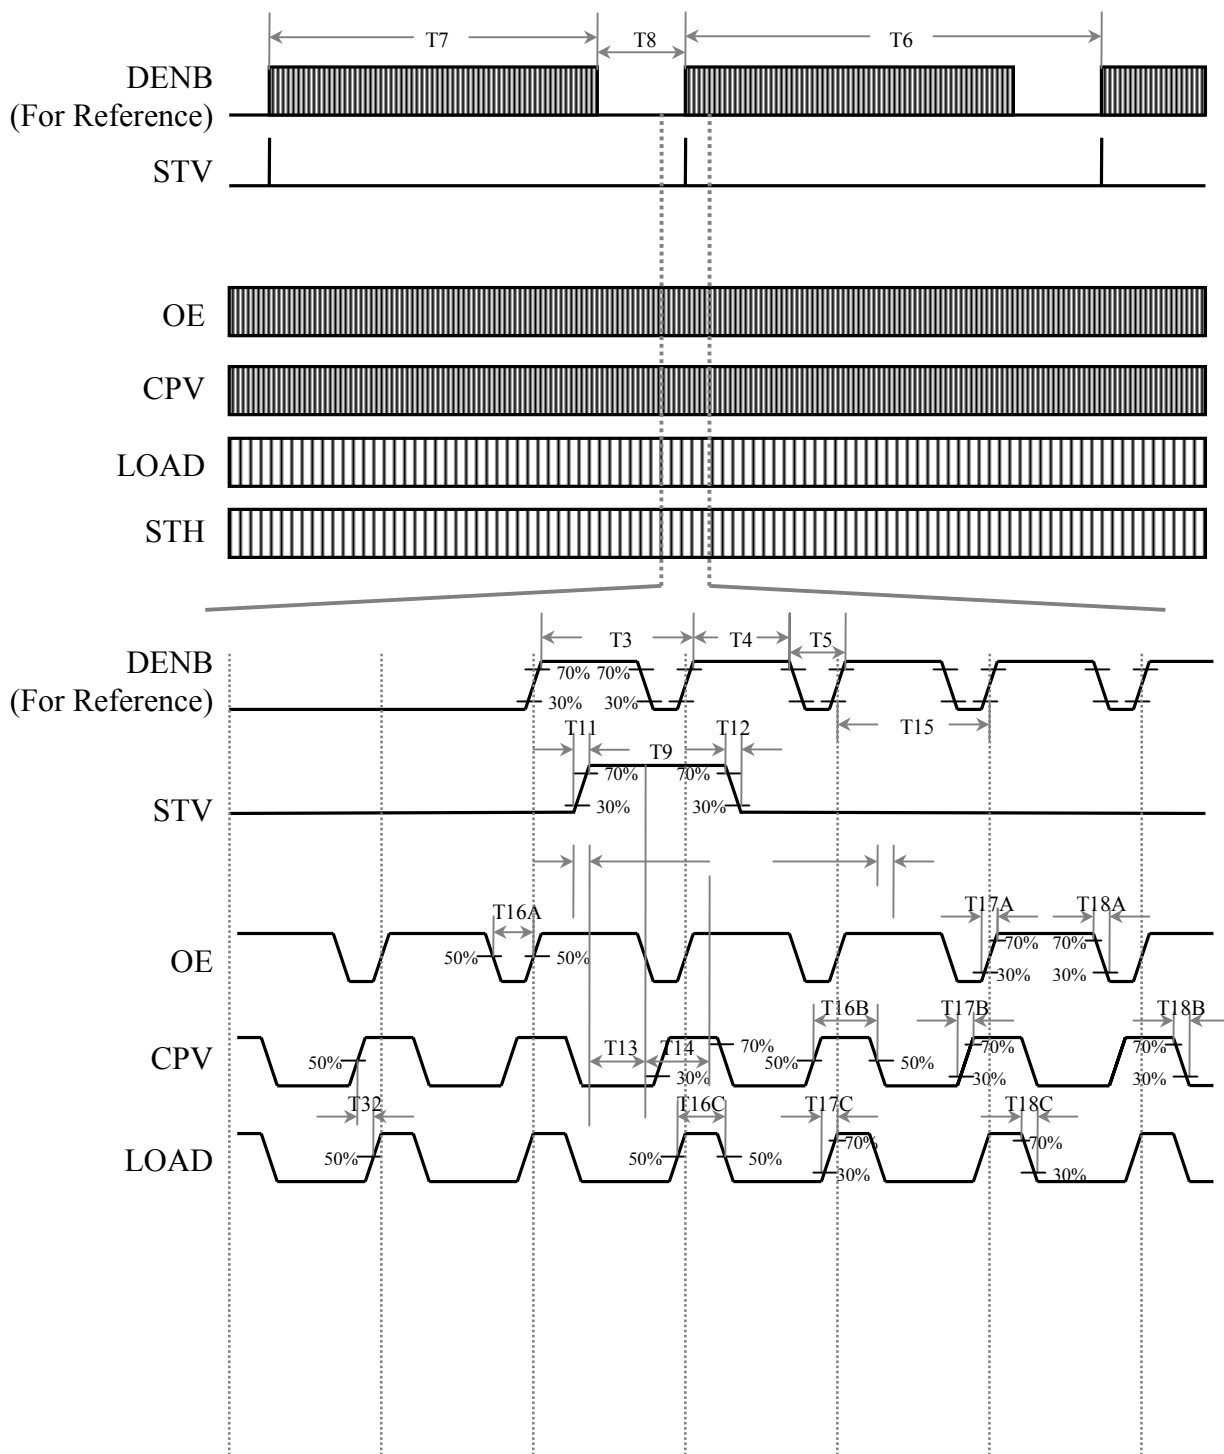 T7 T8 T6
DENB
(For Reference)
STV
OE
CPV
LOAD
STH
T3 T4 T5
DENB
(For Reference)
70% 70%
30% 30%
T11 T9 T12 T15
70% 70%
STV
30% 30%
T16A T17A T18A
OE
50% 50% 70% 70%
30% 30%
T16B T17B T18B
CPV
50% T13 T14 70% 50% 50% 70% 70%
30% 30% 30%
T32 T16C T17C T18C
LOAD
50% 50% 50% 70% 70%
30% 30%